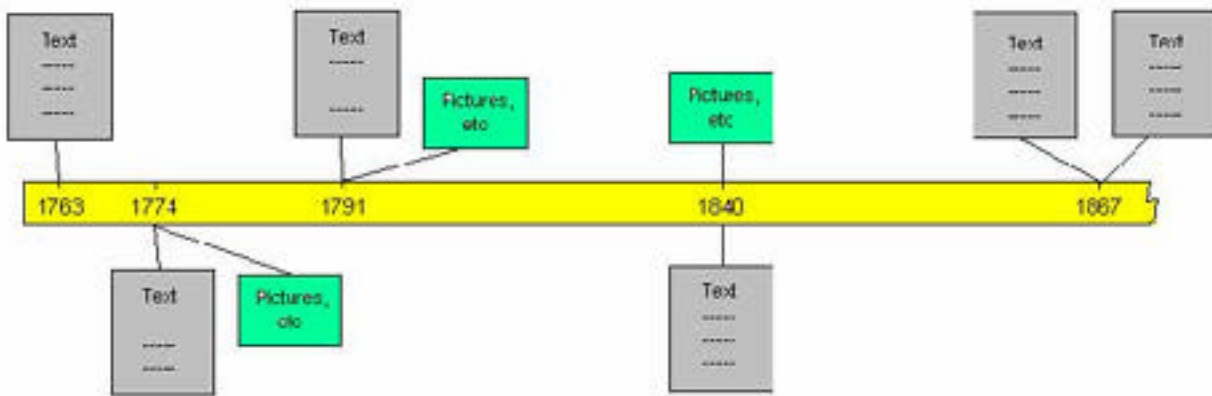 Text
-----
-----
-----
Text
-----
-----
Pictures,
etc
Pictures,
etc
Text
-----
-----
-----
Text
-----
-----
-----
1763
1774
1791
1840
1867
Text
-----
-----
Pictures,
etc
Text
-----
-----
-----